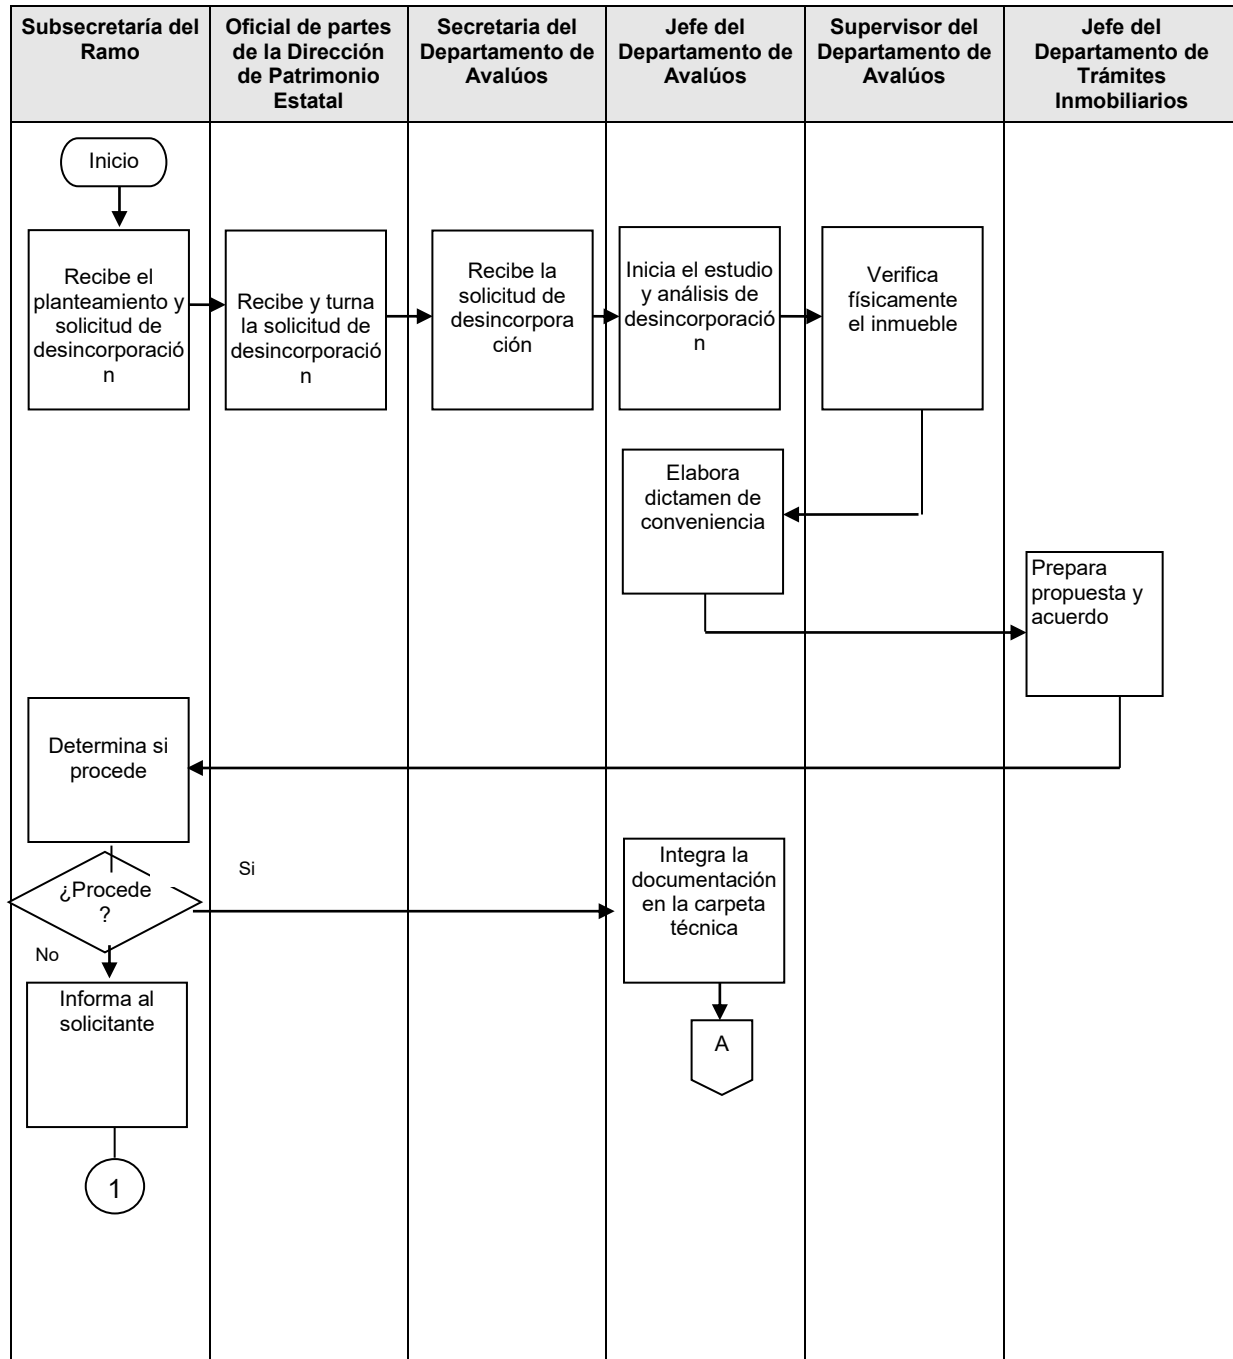 Subsecretaría del
Ramo
Oficial de partes
de la Dirección
de Patrimonio
Estatal
Secretaria del
Departamento de
Avalúos
Jefe del
Departamento de
Avalúos
Supervisor del
Departamento de
Avalúos
Jefe del
Departamento de
Trámites
Inmobiliarios
Inicio
Recibe el
planteamiento y
solicitud de
desincorporació
n
Recibe y turna
la solicitud de
desincorporació
n
Recibe la
solicitud de
desincorpora
ción
Inicia el estudio
y análisis de
desincorporació
n
Verifica
físicamente
el inmueble
Elabora
dictamen de
conveniencia
Prepara
propuesta y
acuerdo
Determina si
procede
¿Procede
?
Si
No
Integra la
documentación
en la carpeta
técnica
Informa al
solicitante
A
1